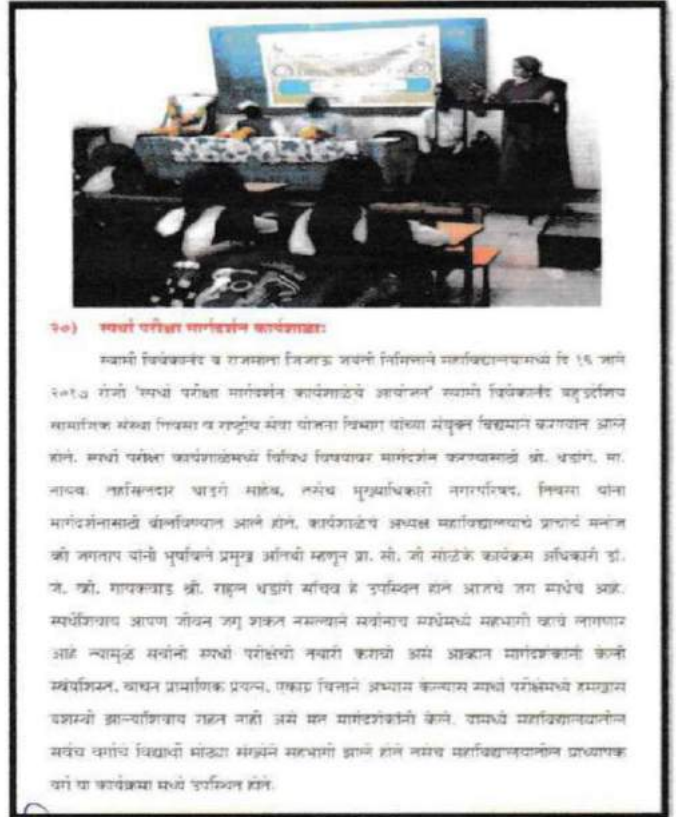 २०) स्पर्धा परीक्षा मार्गदर्शन कार्यशाळाः
स्वामी विवेकानंद व राजमाता जिजाऊ जयंती निमित्ताने महाविद्यालयामध्ये दि १६ जाने
२०१७ रोजी 'स्पर्धा परीक्षा मार्गदर्शन कार्यशाळेचे आयोजन' स्वामी विवेकानंद बहुउद्देशिय
सामाजिक संस्था तिवसा व राष्ट्रीय सेवा योजना विभाग यांच्या संयुक्त विद्यमाने करण्यात आले
होते. स्पर्धा परीक्षा कार्यशाळेमध्ये विविध विषयावर मार्गदर्शन करण्यासाठी श्री. धडांगे, मा.
नायब तहसिलदार साहेब, तसेच मुख्याधिकारी नगरपरिषद, तिवसा यांना
मार्गदर्शनासाठी बोलविण्यात आले होते. कार्यशाळेचे अध्यक्ष महाविद्यालयाचे प्राचार्य मनोज
व्ही जगताप यांनी भुषविले प्रमुख अतिथी म्हणून प्रा. सी. जी सोळंके कार्यक्रम अधिकारी डॉ.
जे. व्ही. गायकवाड श्री. राहुल धडांगे सचिव हे उपस्थित होते आजचे जग स्पर्धेचे आहे.
स्पर्धेशिवाय आपण जीवन जगू शकत नसल्याने सर्वांनाच स्पर्धेमध्ये सहभागी व्हावे लागणार
आहे त्यामुळे सर्वांनी स्पर्धा परीक्षेची तयारी करावी असे आव्हान मार्गदर्शकांनी केली
स्वंयशिस्त, वाचन प्रामाणिक प्रयत्न, एकाग्र चित्ताने अभ्यास केल्यास स्पर्धा परीक्षेमध्ये हमखास
यशस्वी झाल्याशिवाय राहत नाही असे मत मार्गदर्शकांनी केले. यामध्ये महाविद्यालयातील
सर्वच वर्गाचे विद्यार्थी मोठ्या संख्येने सहभागी झाले होते तसेच महाविद्यालयातील प्राध्यापक
वर्ग या कार्यक्रमा मध्ये उपस्थित होते.